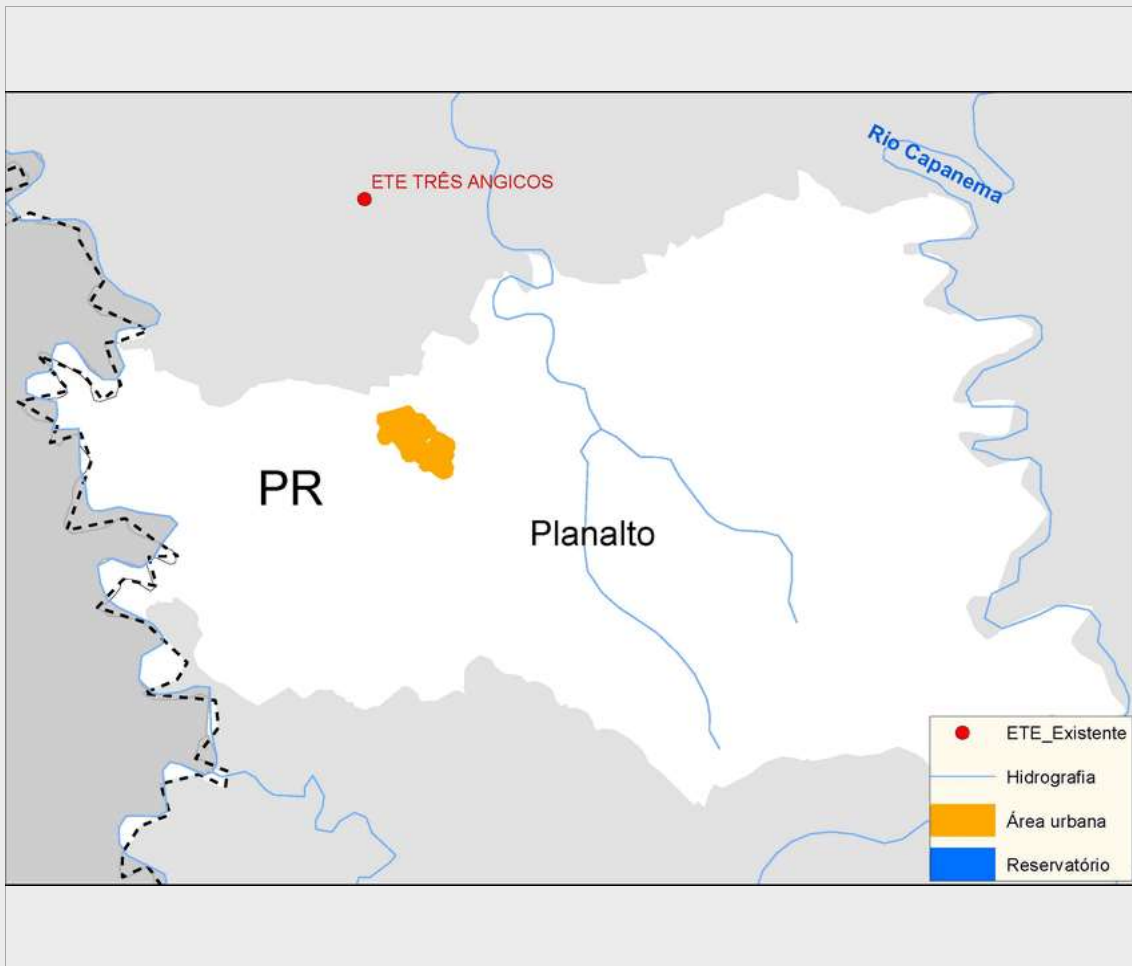 Rio Capanema
ETE TRÊS ANGICOS
PR
Planalto
ETE_Existente
Hidrografia
Área urbana
Reservatório